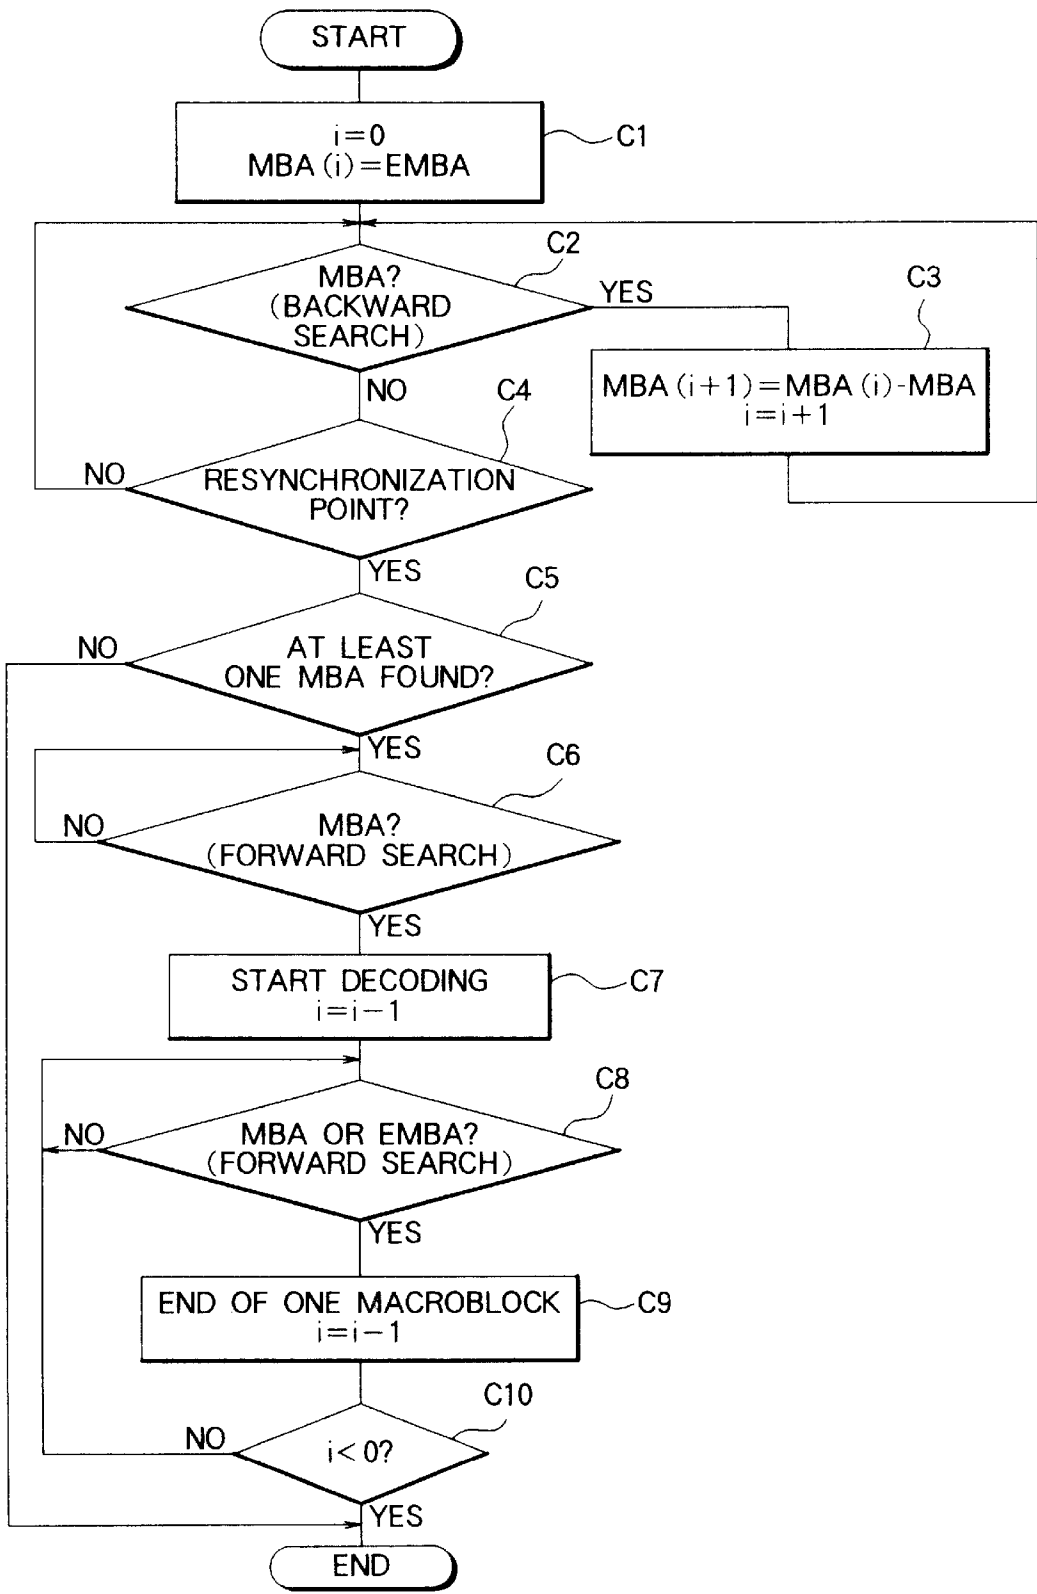 START
i=0
MBA(i)=EMBA
C1
C2
MBA?
(BACKWARD
SEARCH)
YES
C3
MBA(i+1)=MBA(i)-MBA
i=i+1
NO
C4
NO
RESYNCHRONIZATION
POINT?
YES
C5
NO
AT LEAST
ONE MBA FOUND?
YES
C6
NO
MBA?
(FORWARD SEARCH)
YES
START DECODING
i=i-1
C7
C8
NO
MBA OR EMBA?
(FORWARD SEARCH)
YES
END OF ONE MACROBLOCK
i=i-1
C9
C10
NO
i<0?
YES
END